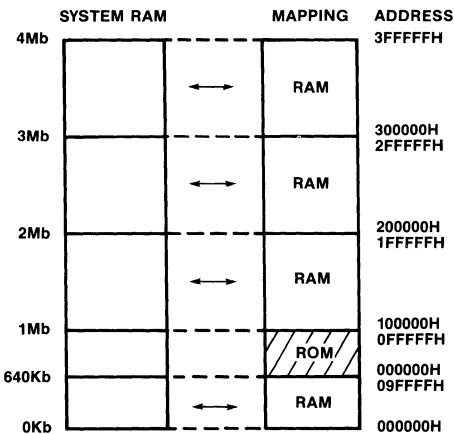 SYSTEM RAM MAPPING ADDRESS
4Mb 3FFFFFH
RAM
3Mb 300000H
2FFFFFH
RAM
2Mb 200000H
1FFFFFH
RAM
1Mb 100000H
0FFFFFH
ROM
640Kb 000000H
09FFFFH
RAM
0Kb 000000H